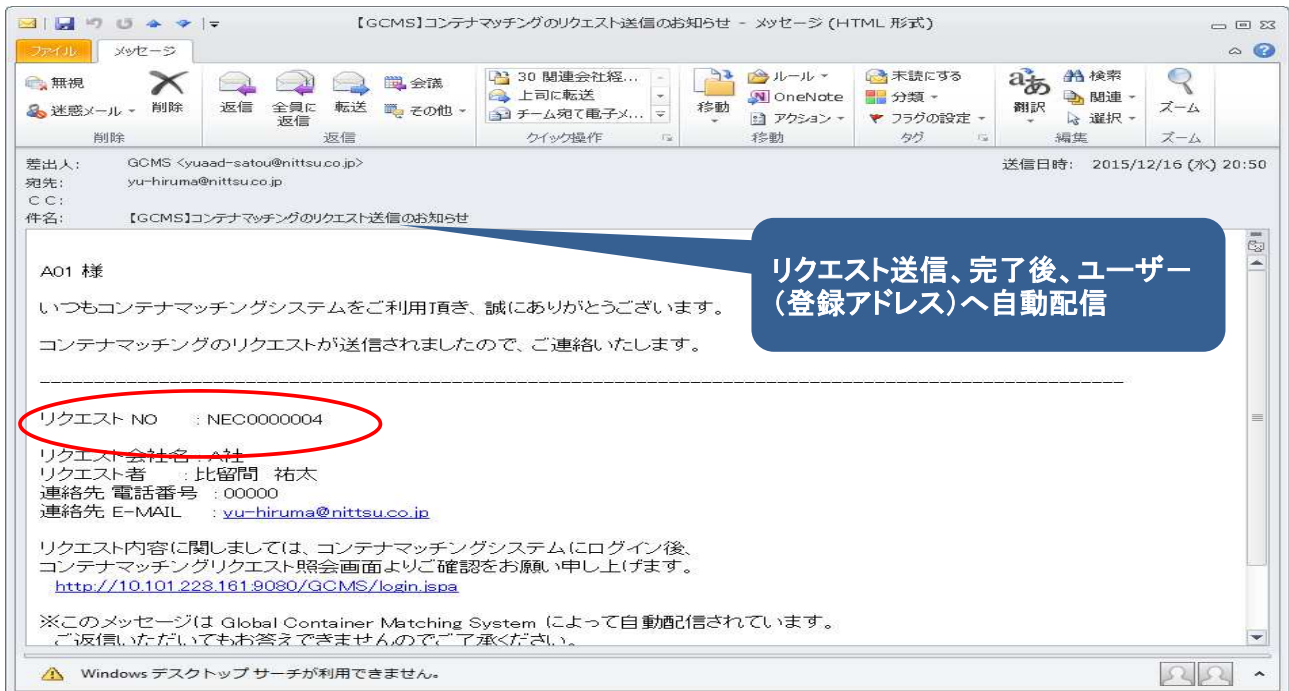 【GCMS】コンテナマッチングのリクエスト送信のお知らせ - メッセージ (HTML 形式)
ファイル メッセージ
無視
迷惑メール
削除
削除
返信
全員に返信
転送
会議
その他
返信
30 関連会社経...
上司に転送
チーム宛て電子メ...
クイック操作
移動
ルール
OneNote
アクション
移動
未読にする
分類
フラグの設定
タグ
あa
翻訳
検索
関連
選択
編集
ズーム
ズーム
差出人: GCMS <yuaad-satou@nittsu.co.jp> 送信日時: 2015/12/16 (水) 20:50
宛先: yu-hiruma@nittsu.co.jp
CC:
件名: 【GCMS】コンテナマッチングのリクエスト送信のお知らせ
リクエスト送信、完了後、ユーザー
（登録アドレス）へ自動配信
A01 様
いつもコンテナマッチングシステムをご利用頂き、誠にありがとうございます。
コンテナマッチングのリクエストが送信されましたので、ご連絡いたします。
リクエスト NO : NEC0000004
リクエスト会社名 : A社
リクエスト者 : 比留間 祐太
連絡先 電話番号 : 00000
連絡先 E-MAIL : yu-hiruma@nittsu.co.jp
リクエスト内容に関しましては、コンテナマッチングシステムにログイン後、
コンテナマッチングリクエスト照会画面よりご確認をお願い申し上げます。
http://10.101.228.161:9080/GCMS/login.jspa
※このメッセージは Global Container Matching System によって自動配信されています。
ご返信いただいてもお答えできませんのでご了承ください。
Windows デスクトップ サーチが利用できません。